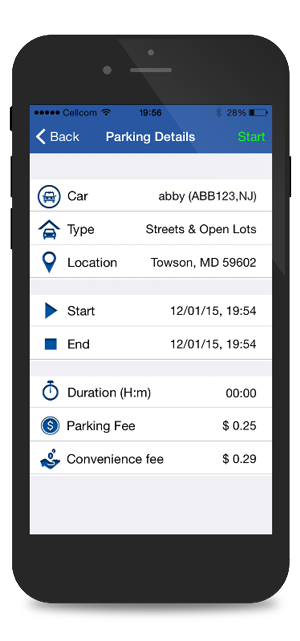 Cellcom 19:56 28%
Back Parking Details Start
Car abby (ABB123,NJ)
Type Streets & Open Lots
Location Towson, MD 59602
Start 12/01/15, 19:54
End 12/01/15, 19:54
Duration (H:m) 00:00
$ Parking Fee $ 0.25
Convenience fee $ 0.29